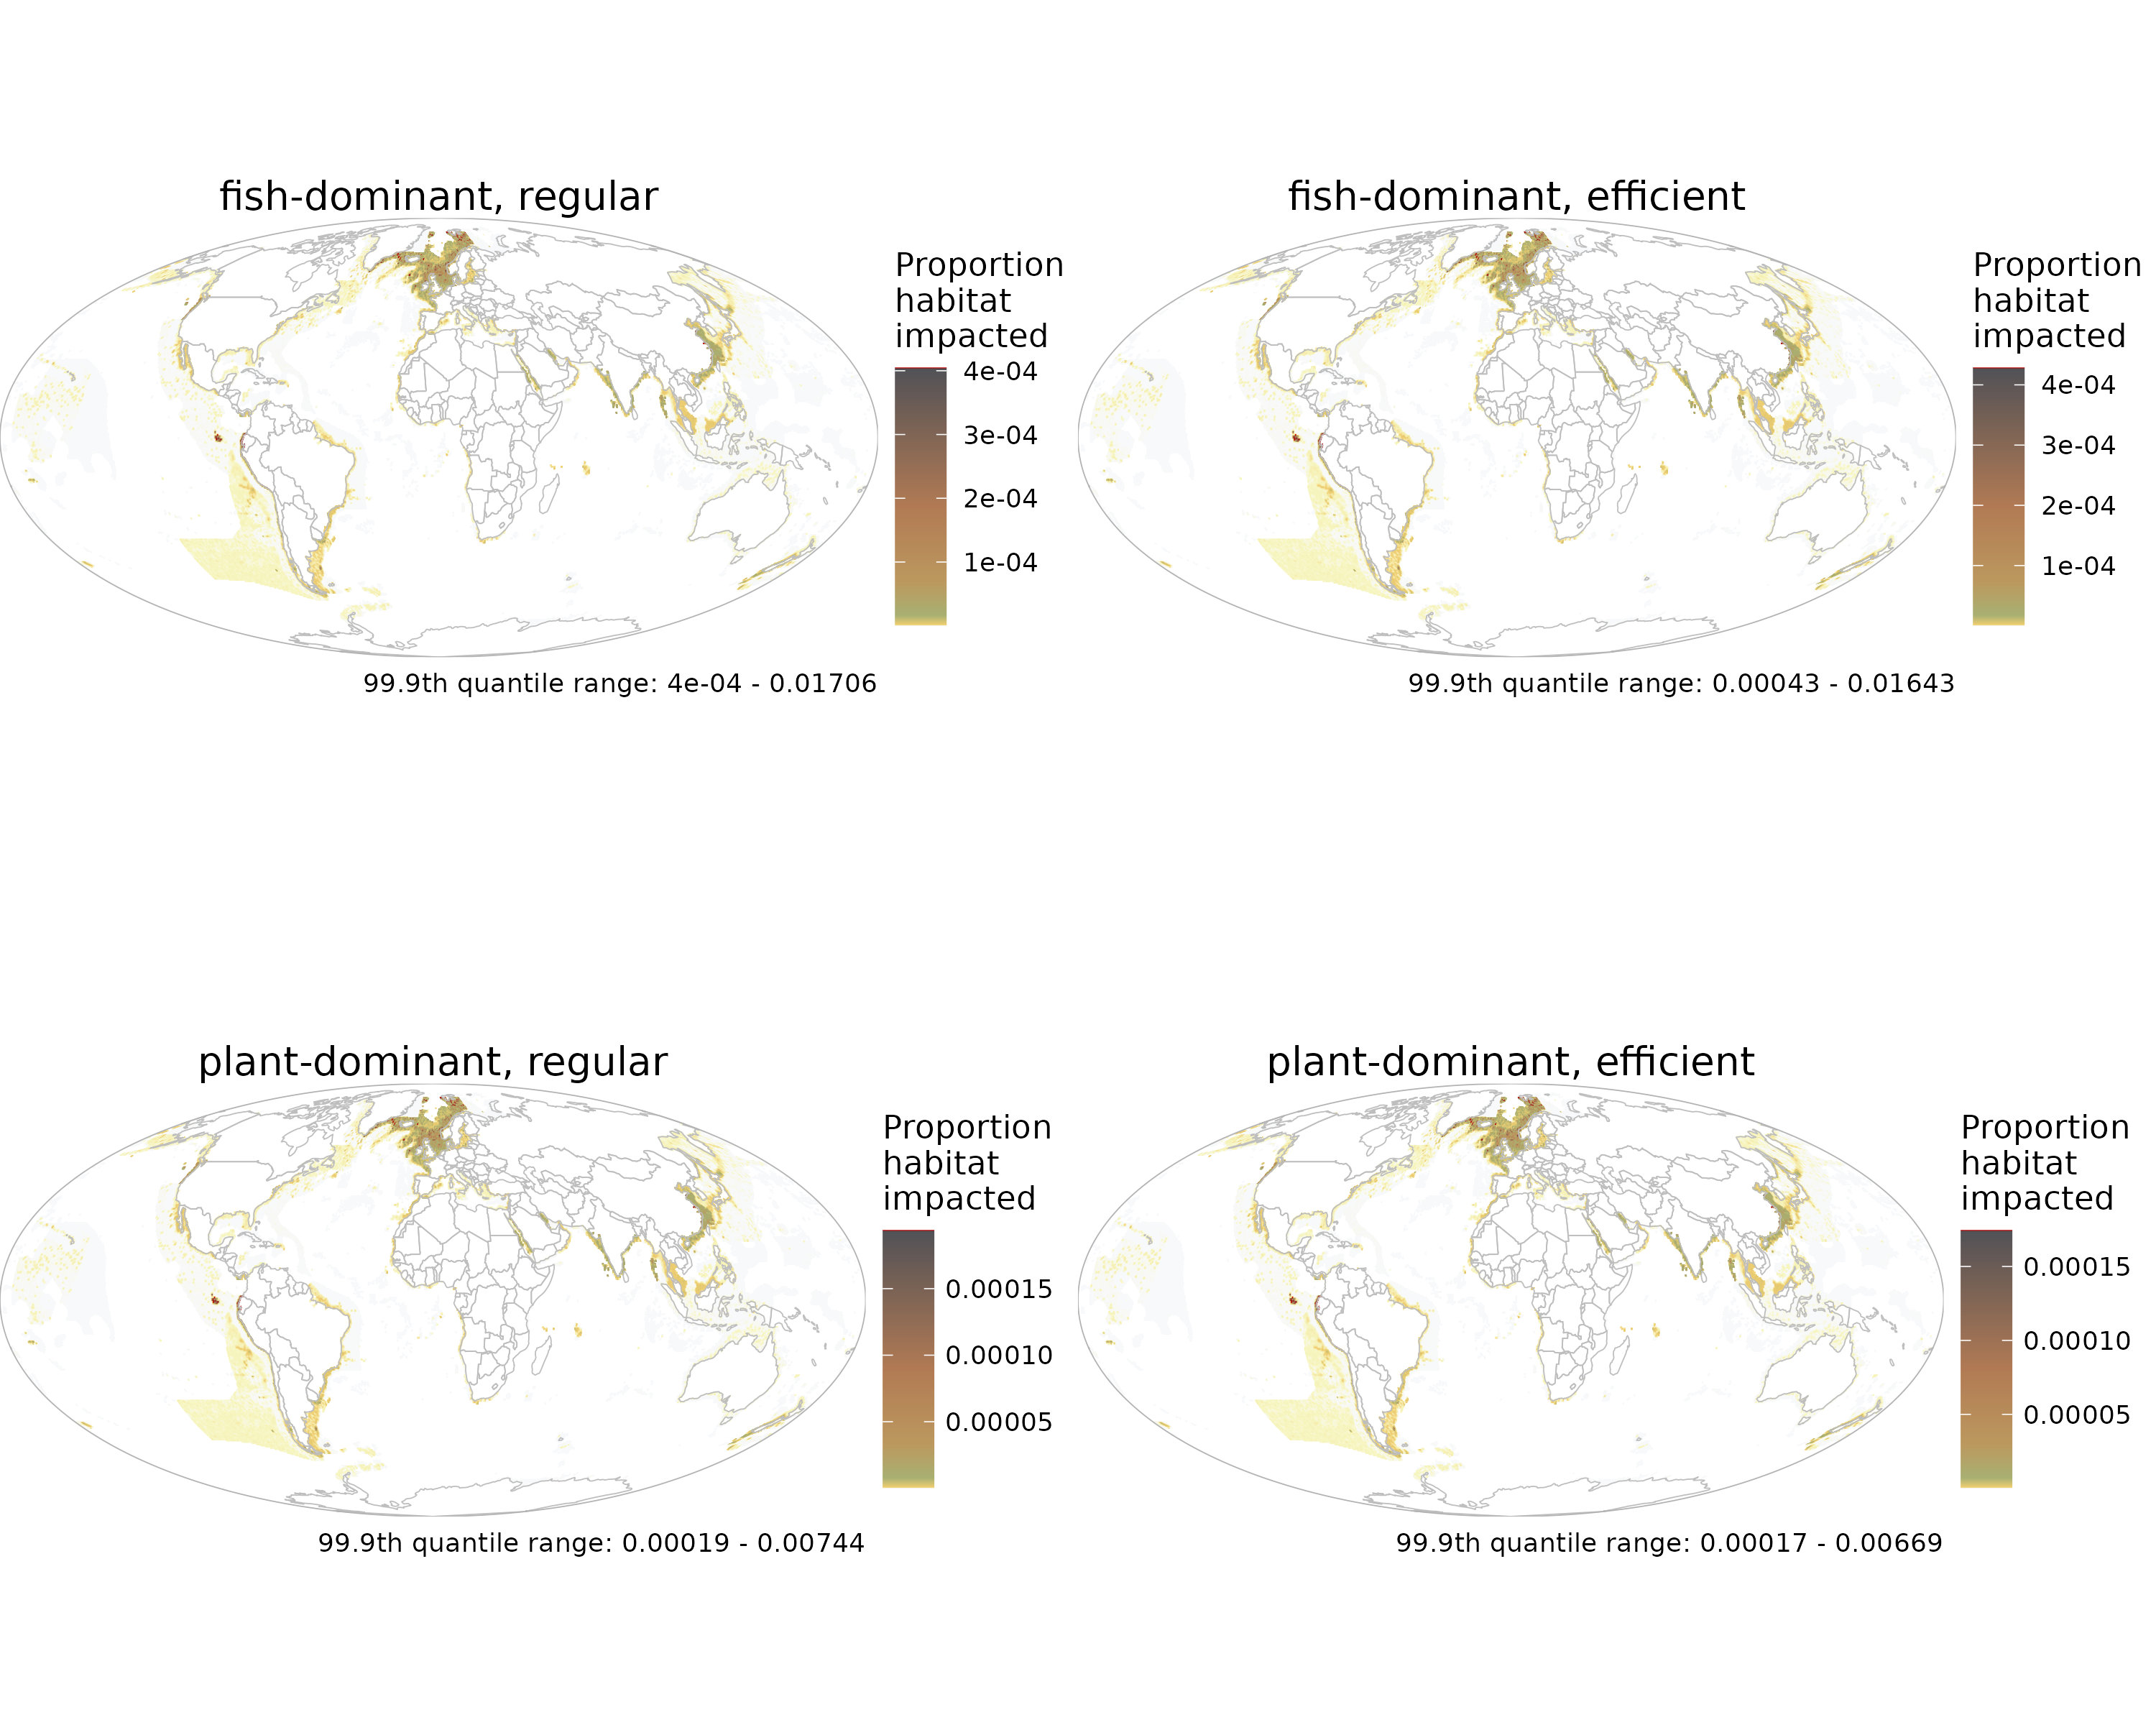 fish-dominant, regular
Proportion
habitat
impacted
4e-04
3e-04
2e-04
1e-04
99.9th quantile range: 4e-04 - 0.01706
fish-dominant, efficient
Proportion
habitat
impacted
4e-04
3e-04
2e-04
1e-04
99.9th quantile range: 0.00043 - 0.01643
plant-dominant, regular
Proportion
habitat
impacted
0.00015
0.00010
0.00005
99.9th quantile range: 0.00019 - 0.00744
plant-dominant, efficient
Proportion
habitat
impacted
0.00015
0.00010
0.00005
99.9th quantile range: 0.00017 - 0.00669